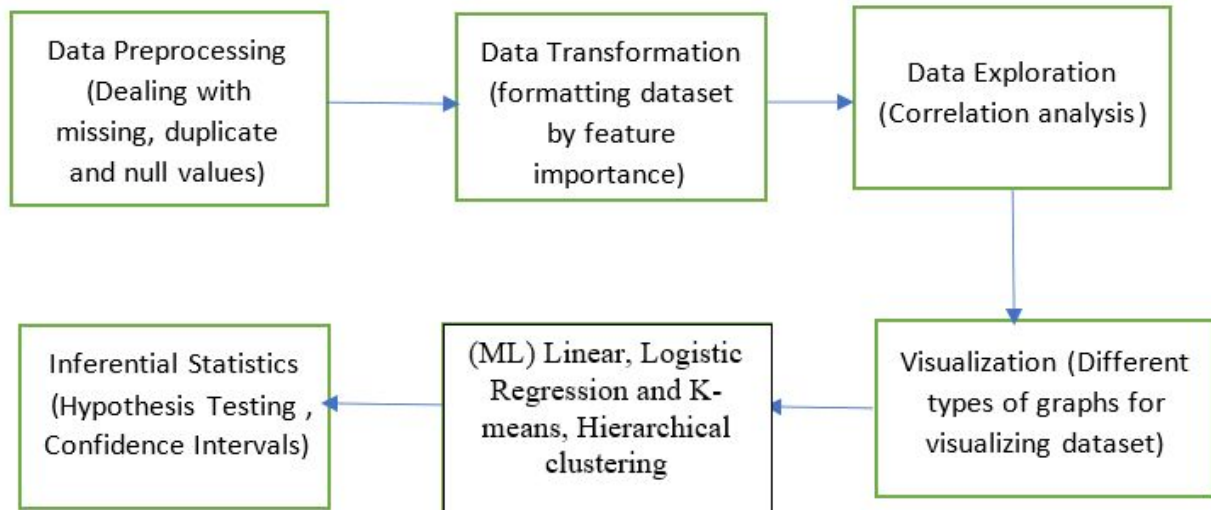 Data Preprocessing
(Dealing with
missing, duplicate
and null values)
Data Transformation
(formatting dataset
by feature
importance)
Data Exploration
(Correlation analysis)
Visualization (Different
types of graphs for
visualizing dataset)
(ML) Linear, Logistic
Regression and K-
means, Hierarchical
clustering
Inferential Statistics
(Hypothesis Testing ,
Confidence Intervals)